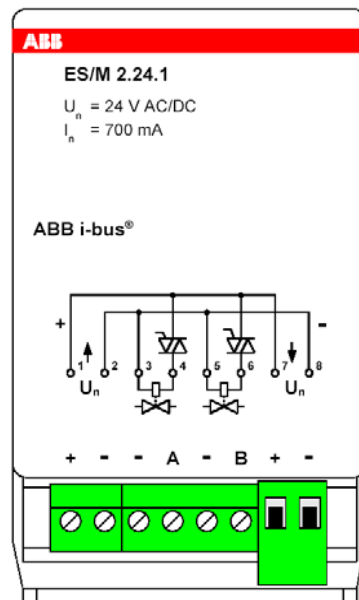 ABB
ES/M 2.24.1
Un = 24 V AC/DC
In = 700 mA
ABB i-bus®
+ -
1 2 3 4 5 6 7 8
Un Un
+ - - A - B + -